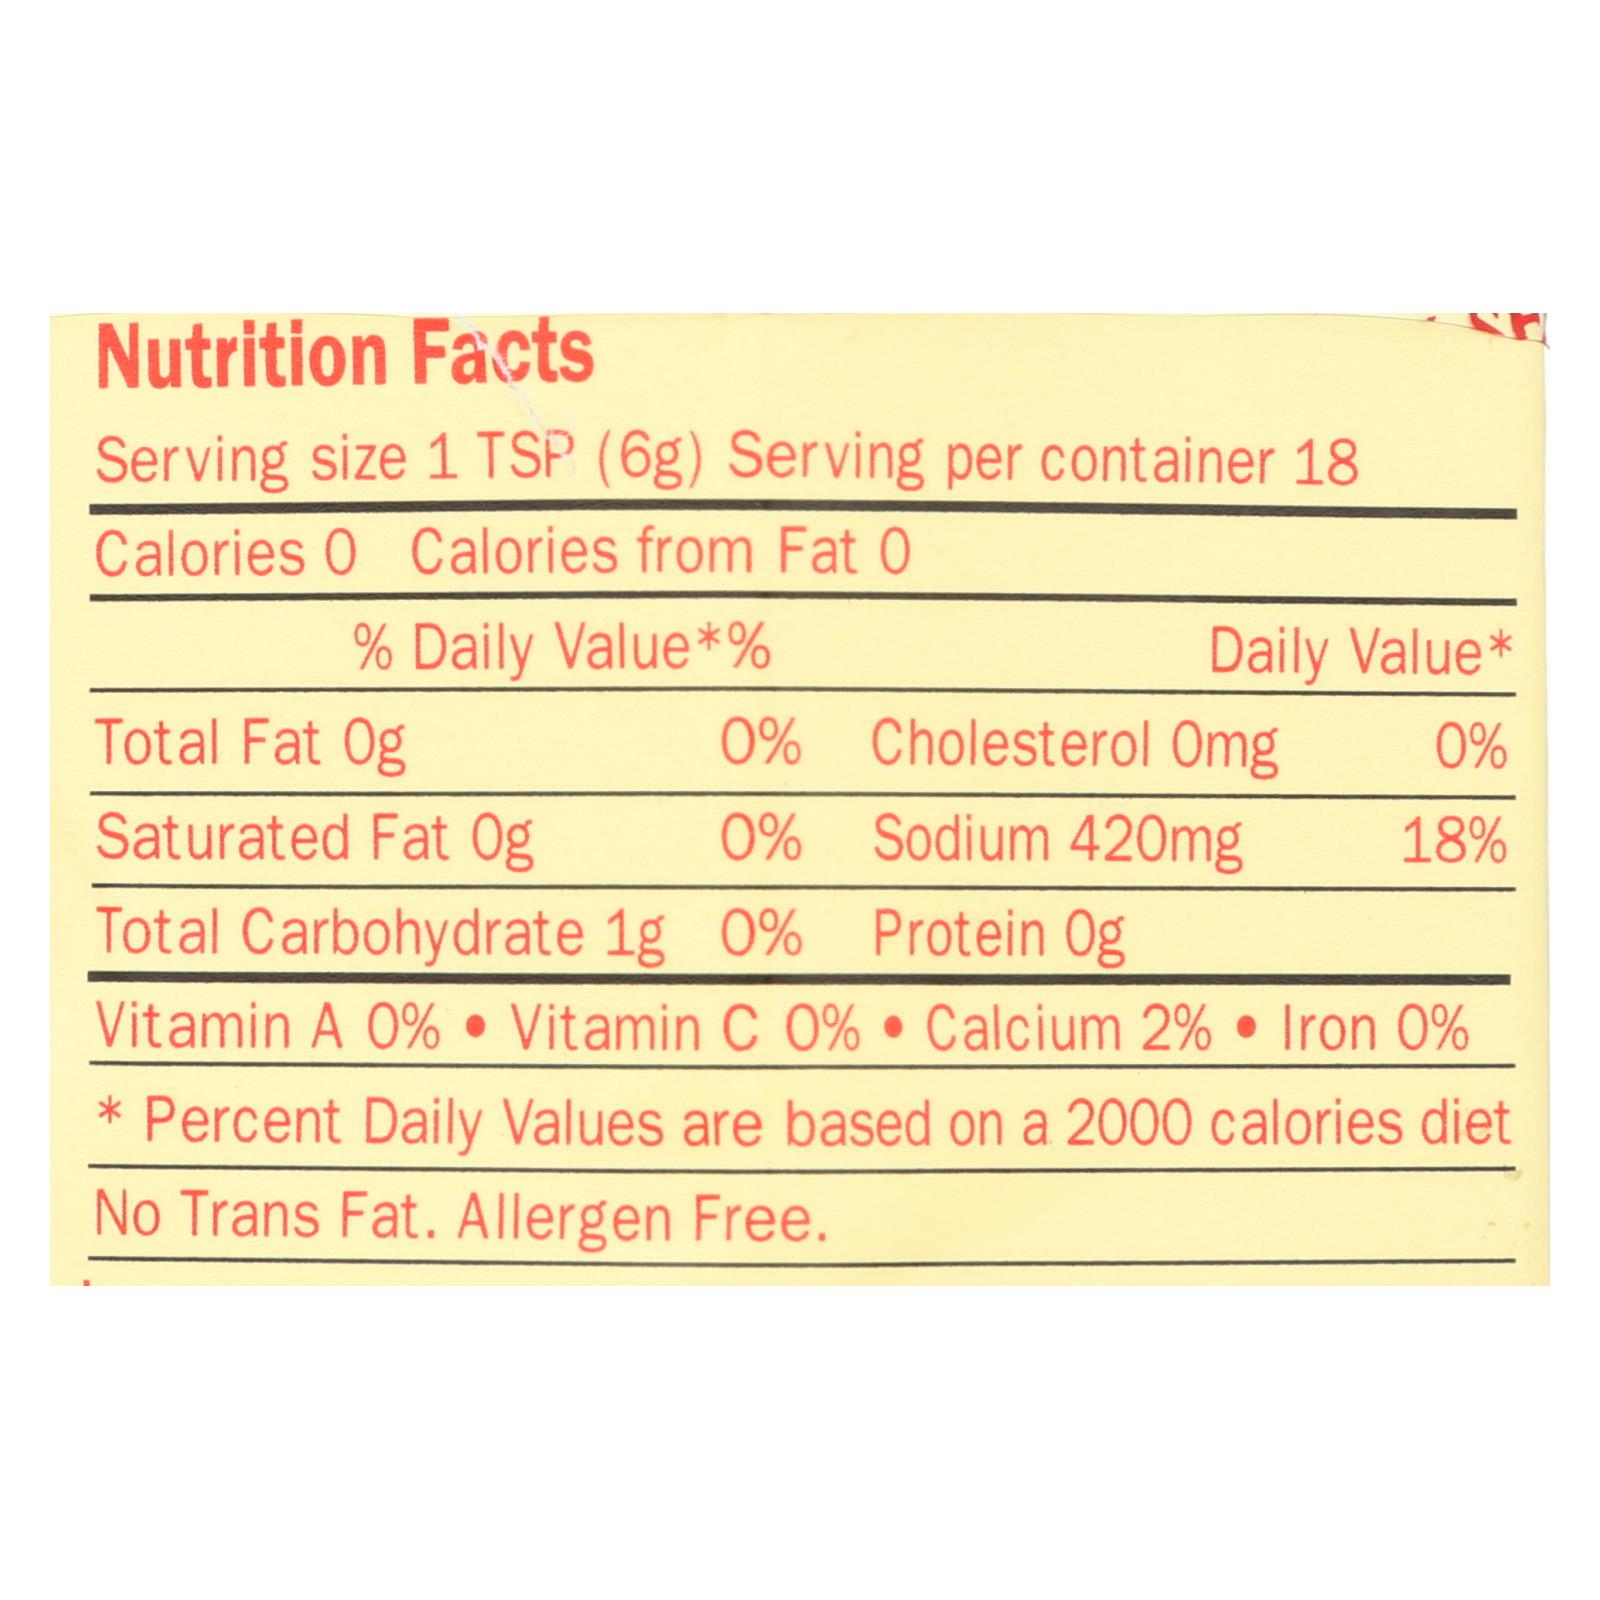 Nutrition Facts
Serving size 1 TSP (6g) Serving per container 18
Calories 0 Calories from Fat 0
% Daily Value*% Daily Value*
Total Fat 0g 0% Cholesterol 0mg 0%
Saturated Fat 0g 0% Sodium 420mg 18%
Total Carbohydrate 1g 0% Protein 0g
Vitamin A 0% • Vitamin C 0% • Calcium 2% • Iron 0%
* Percent Daily Values are based on a 2000 calories diet
No Trans Fat. Allergen Free.